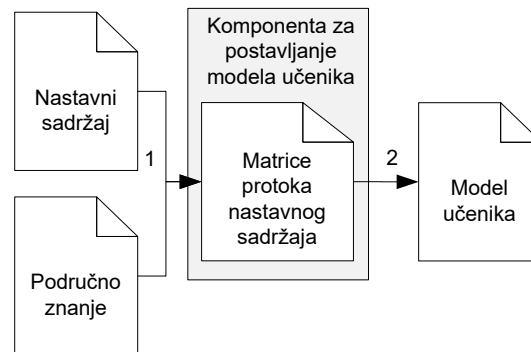 Nastavni
sadržaj
Područno
znanje
1
Komponenta za
postavljanje
modela učenika
Matrice
protoka
nastavnog
sadržaja
2
Model
učenika